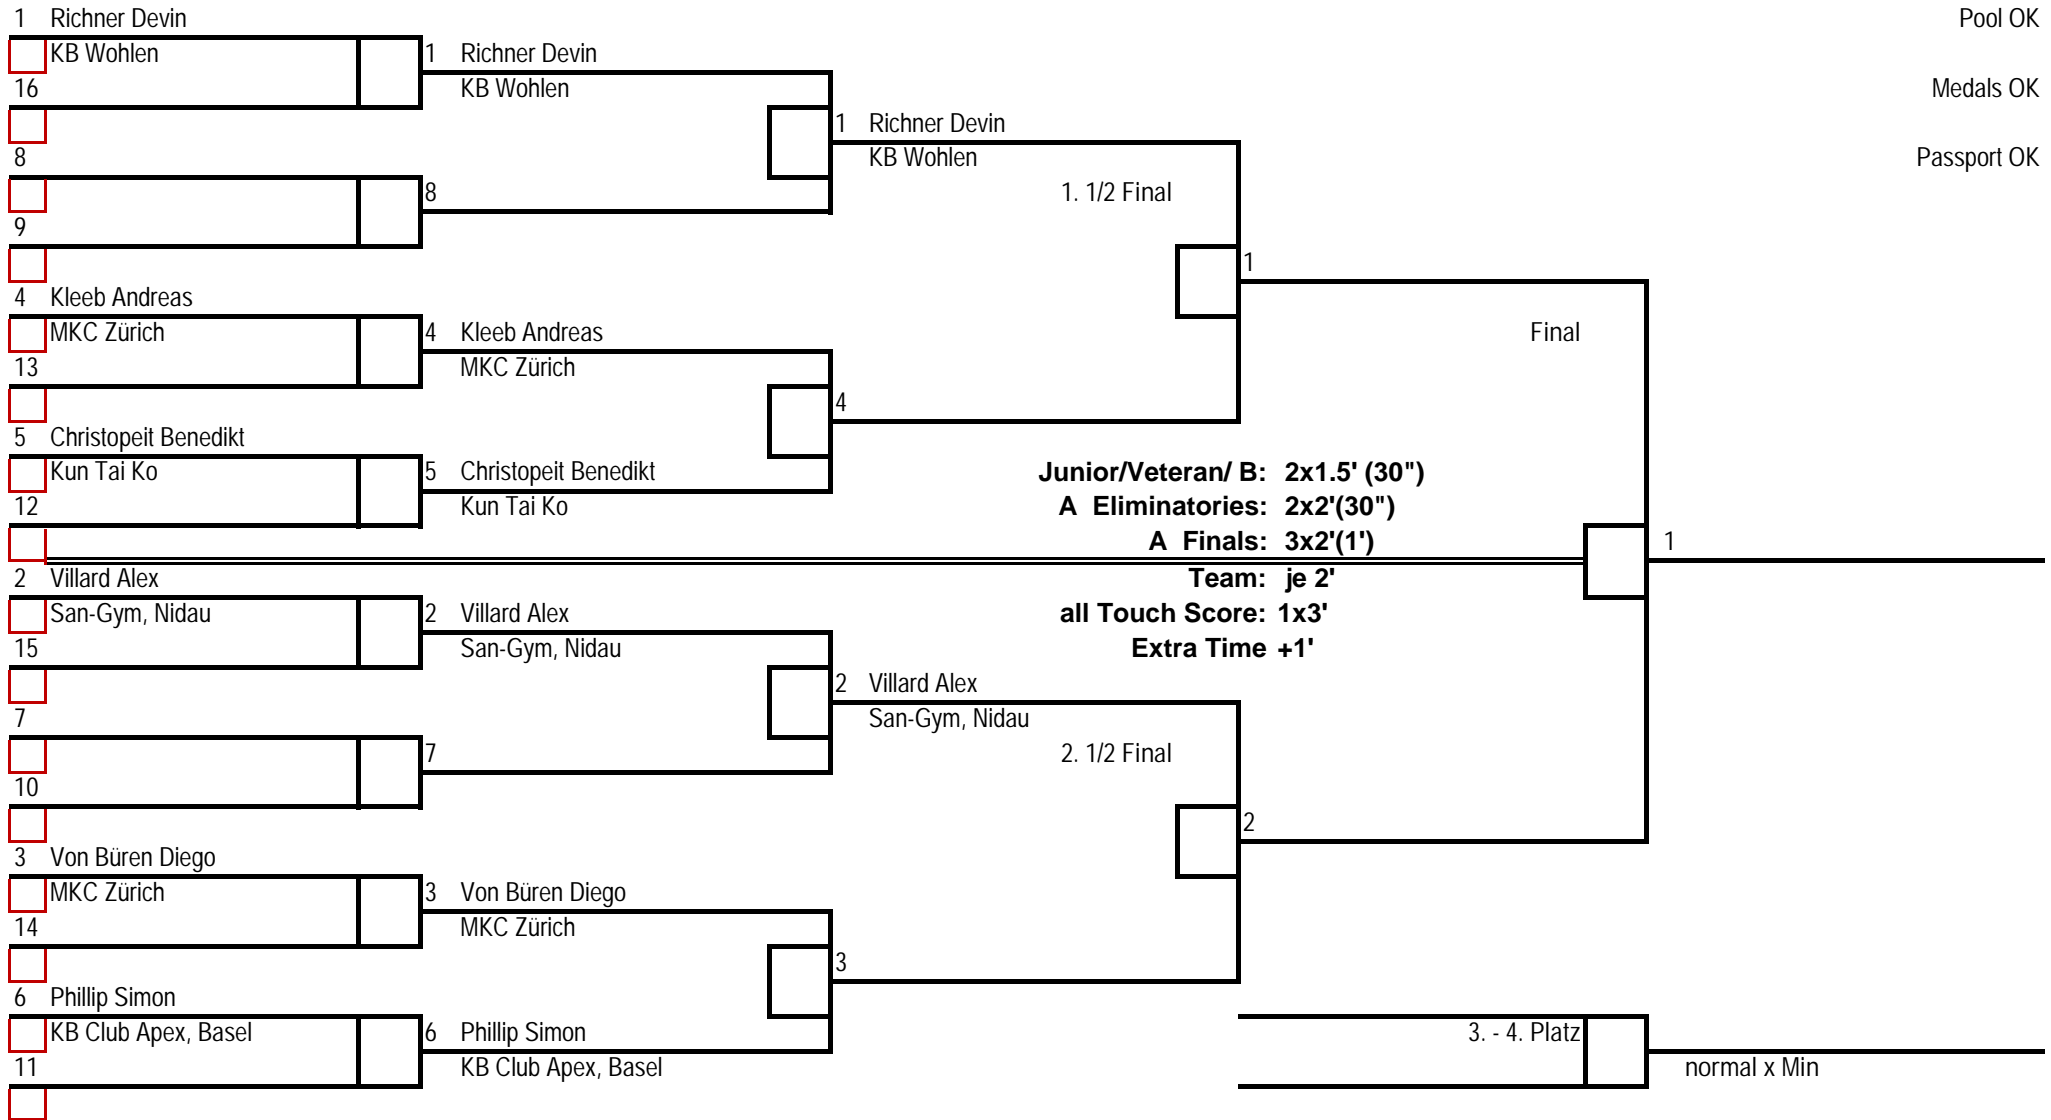 1 Richner Devin Pool OK
KB Wohlen 1 Richner Devin
16 KB Wohlen Medals OK
1 Richner Devin
8 KB Wohlen Passport OK
8 1. 1/2 Final
9
1
4 Kleeb Andreas
MKC Zürich 4 Kleeb Andreas Final
13 MKC Zürich
4
5 Christopeit Benedikt
Kun Tai Ko 5 Christopeit Benedikt Junior/Veteran/ B: 2x1.5' (30")
12 Kun Tai Ko A Eliminatories: 2x2'(30")
A Finals: 3x2'(1') 1
2 Villard Alex Team: je 2'
San-Gym, Nidau 2 Villard Alex all Touch Score: 1x3'
15 San-Gym, Nidau Extra Time +1'
2 Villard Alex
7 San-Gym, Nidau
7 2. 1/2 Final
10
2
3 Von Büren Diego
MKC Zürich 3 Von Büren Diego
14 MKC Zürich
3
6 Phillip Simon
KB Club Apex, Basel 6 Phillip Simon 3. - 4. Platz
11 KB Club Apex, Basel normal x Min